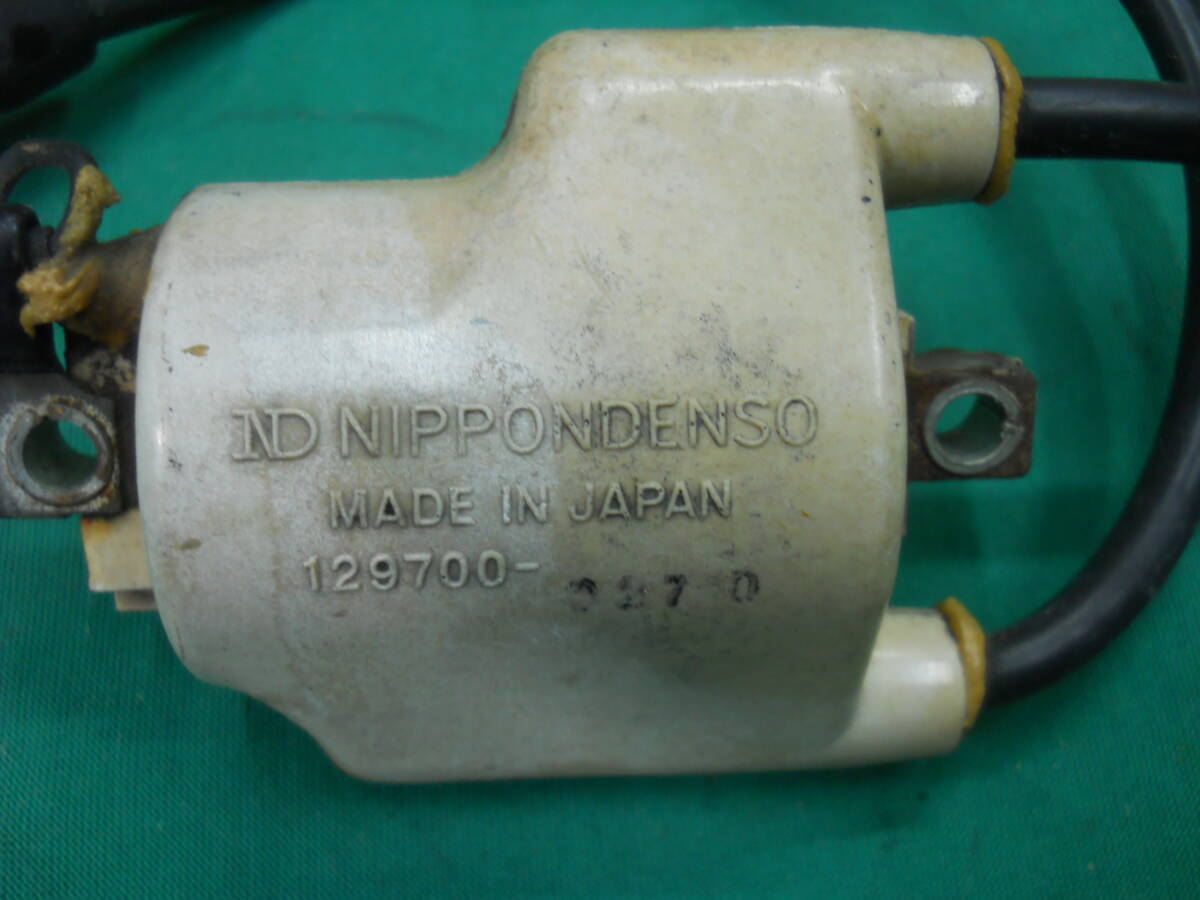 ND NIPPONDENSO
MADE IN JAPAN
129700-